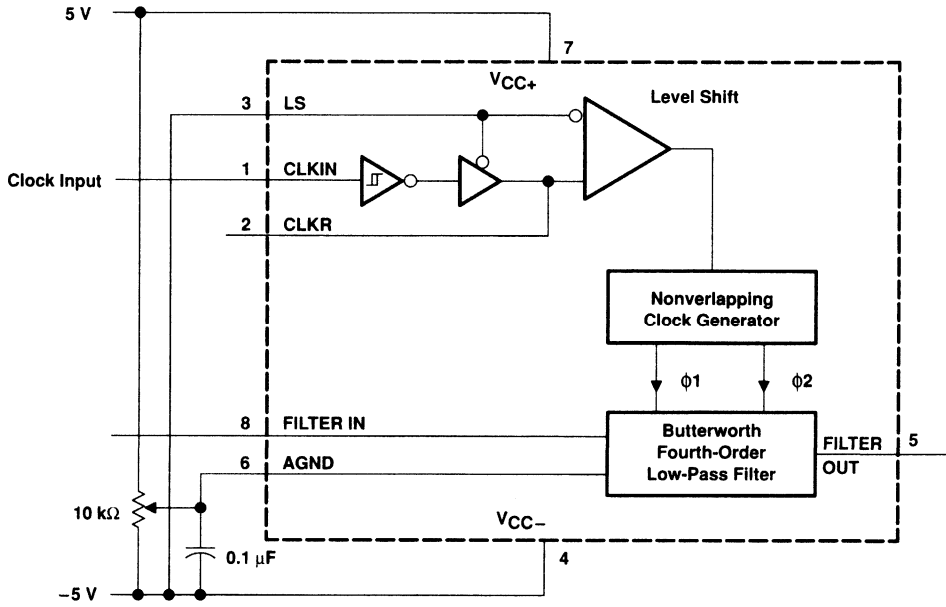 5 V
7
V CC+
Level Shift
3 LS
1 CLKIN
Clock Input
2 CLKR
Nonverlapping
Clock Generator
ϕ1 ϕ2
8 FILTER IN
Butterworth
Fourth-Order
Low-Pass Filter
FILTER
OUT
5
6 AGND
10 kΩ
V CC−
0.1 μF
4
−5 V